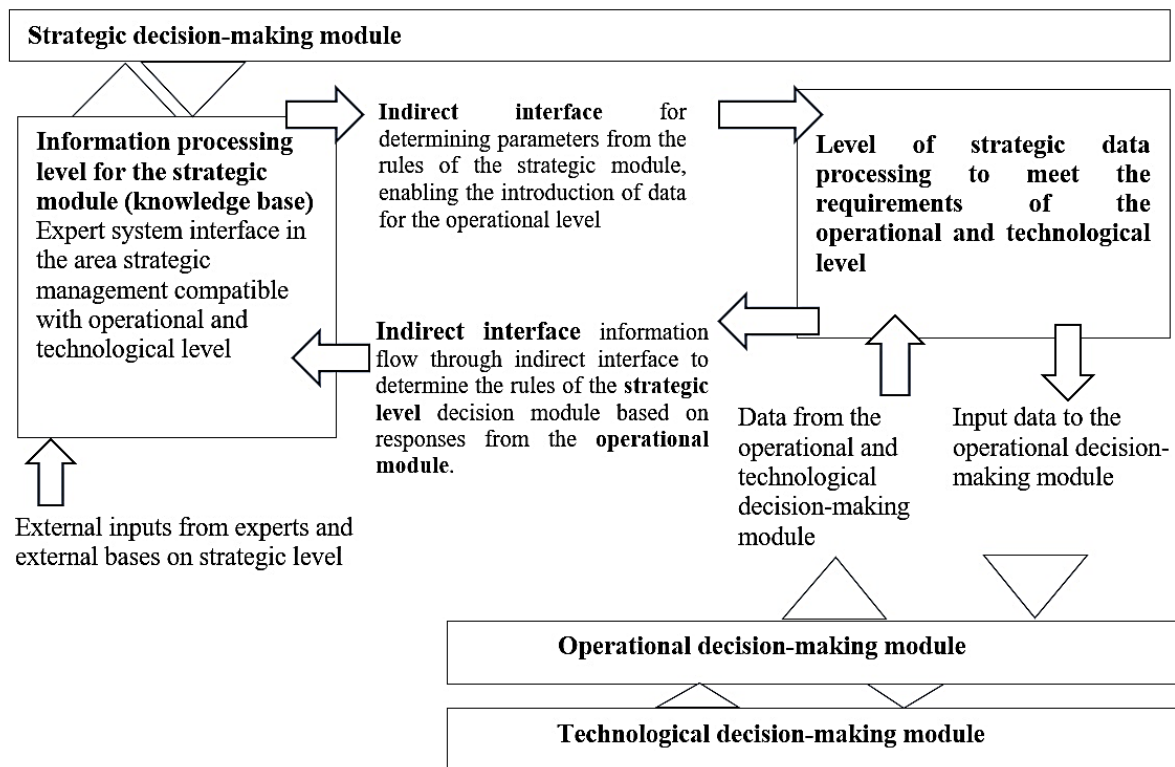 Strategic decision-making module
Information processing
level for the strategic
module (knowledge base)
Expert system interface in
the area strategic
management compatible
with operational and
technological level
Indirect interface for
determining parameters from the
rules of the strategic module,
enabling the introduction of data
for the operational level
Level of strategic data
processing to meet the
requirements of the
operational and technological
level
Indirect interface information
flow through indirect interface to
determine the rules of the strategic
level decision module based on
responses from the operational
module.
Data from the
operational and
technological
decision-making
module
Input data to the
operational decision-
making module
External inputs from experts and
external bases on strategic level
Operational decision-making module
Technological decision-making module